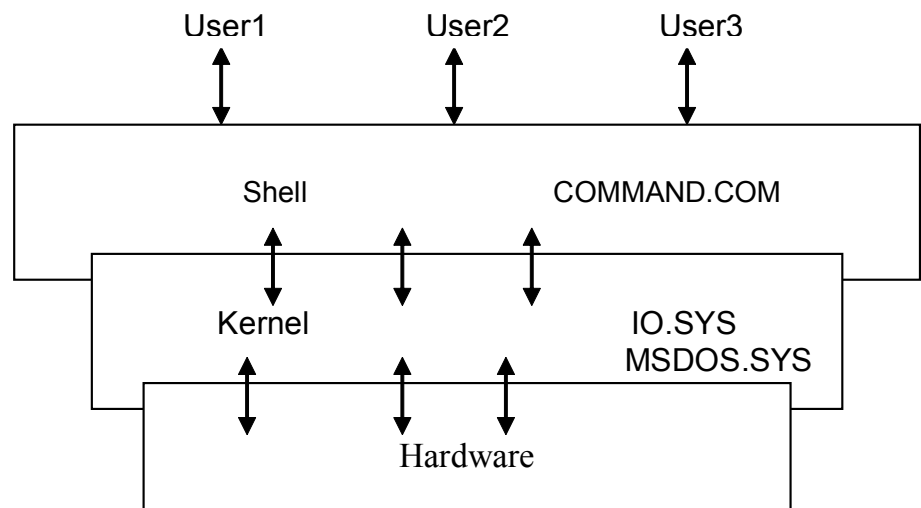 User1 User2 User3
Shell COMMAND.COM
Kernel IO.SYS
MSDOS.SYS
Hardware